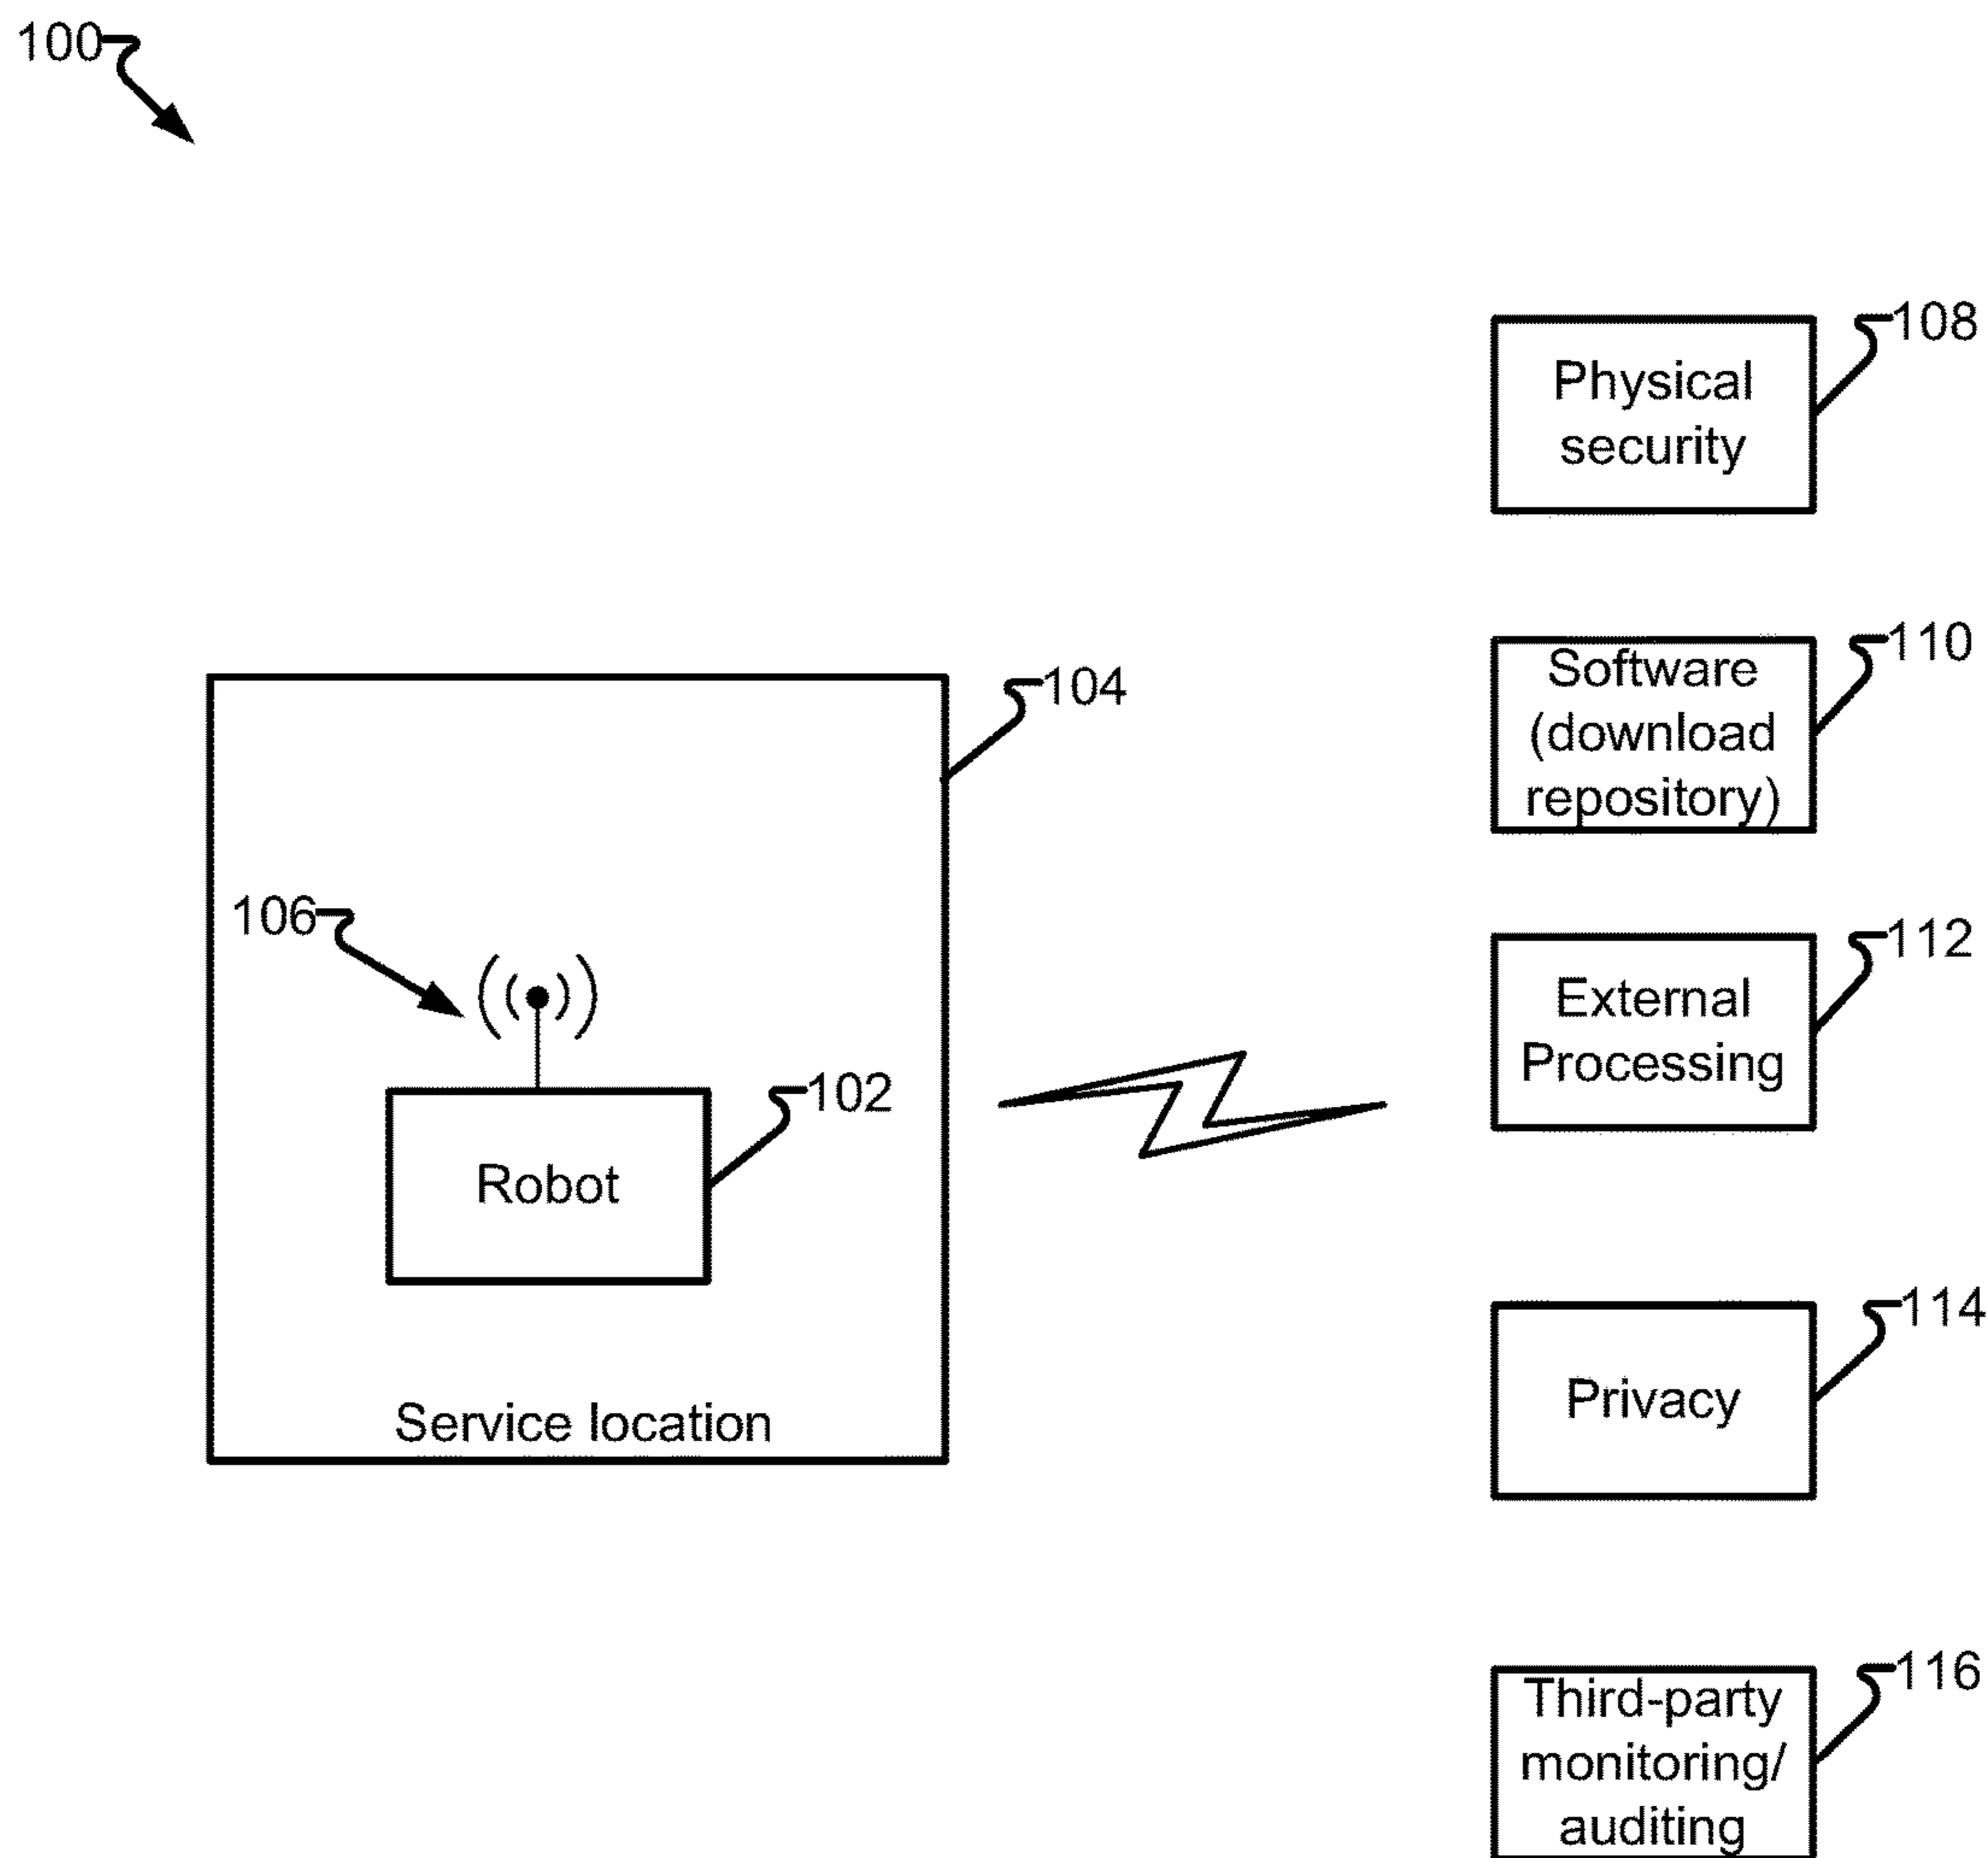 100
108
Physical
security
110
Software
(download
repository)
104
106
112
External
Processing
102
Robot
114
Privacy
Service location
116
Third-party
monitoring/
auditing